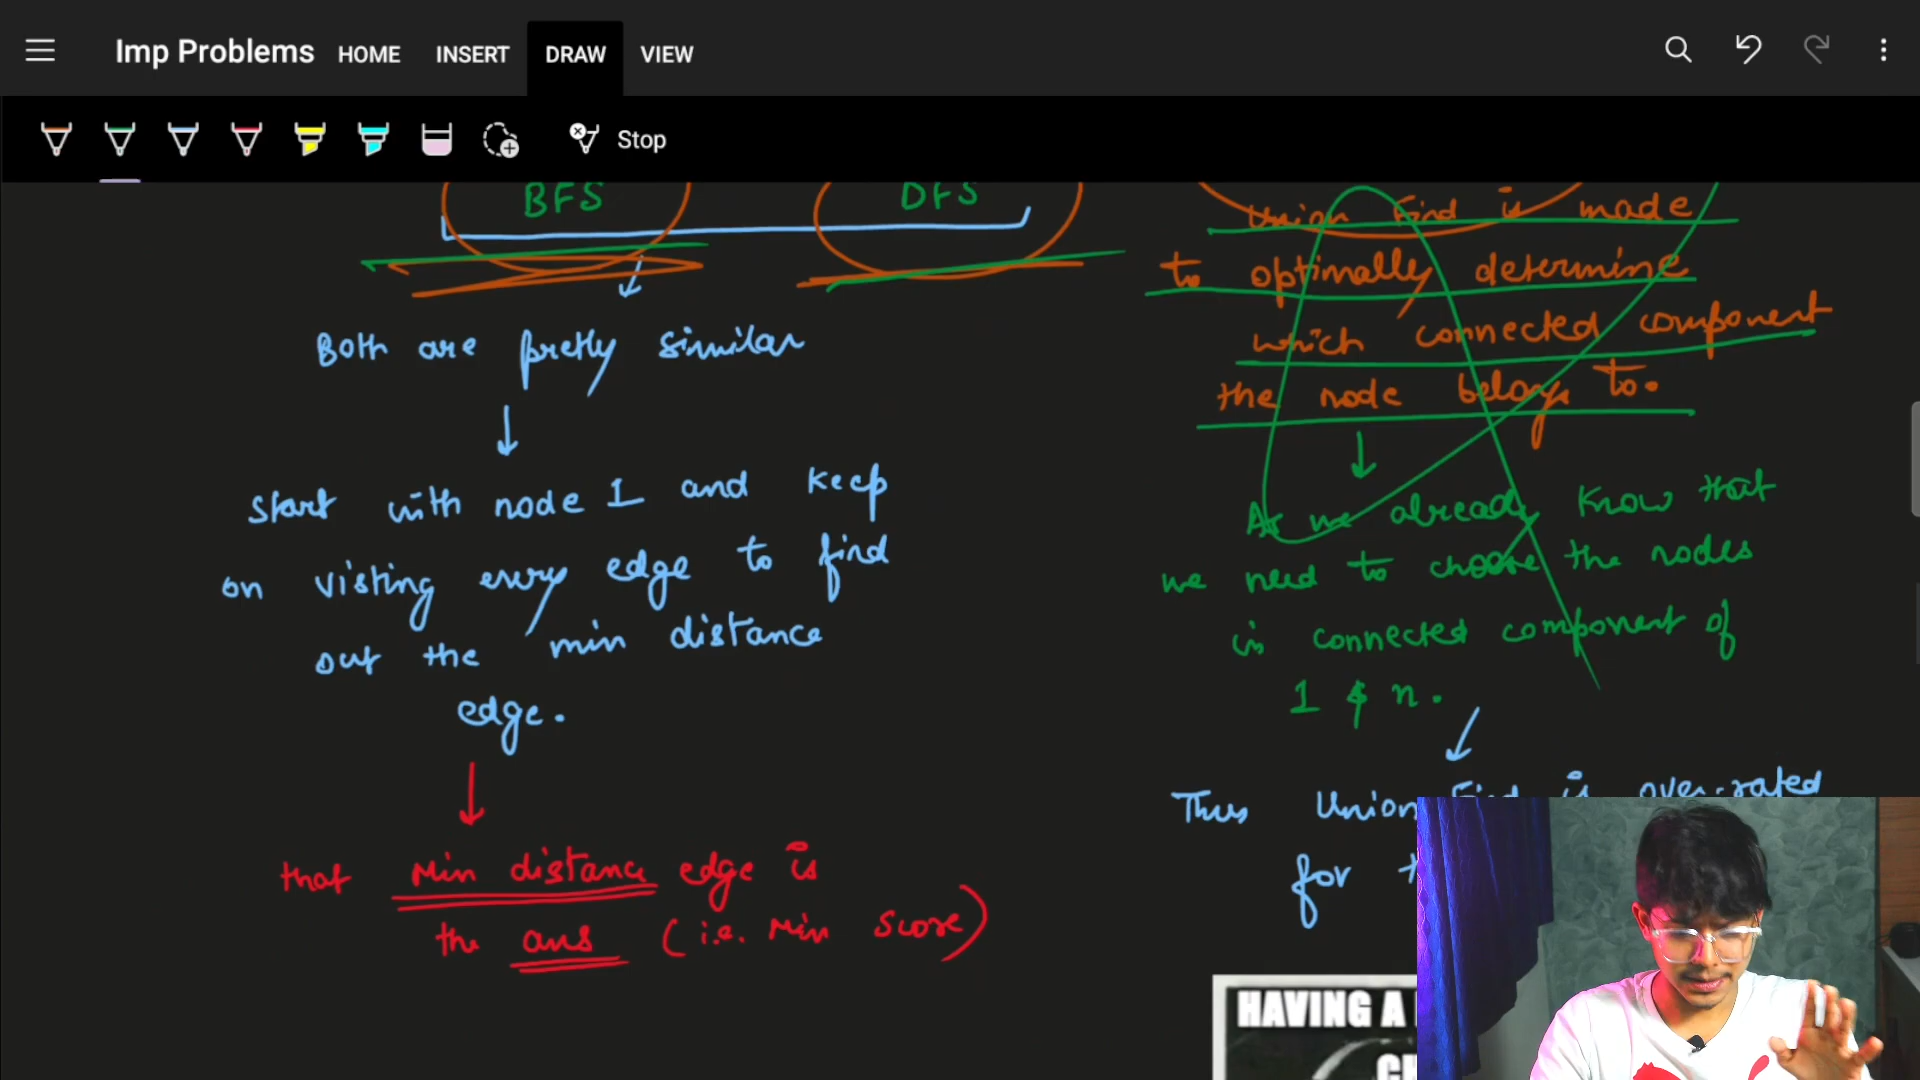 Imp Problems HOME INSERT DRAW VIEW
Stop
BFS
DFS
Both are pretty similar
start with node 1 and keep
on visting every edge to find
out the min distance
edge.
that Min distance edge is
the ans (i.e. Min score)
Union Find is made
to optimally determine
which connected component
the node belongs to.
As we already know that
we need to choose the nodes
in connected component of
1 & n.
Thus Union Find is over-rated
for
HAVING A